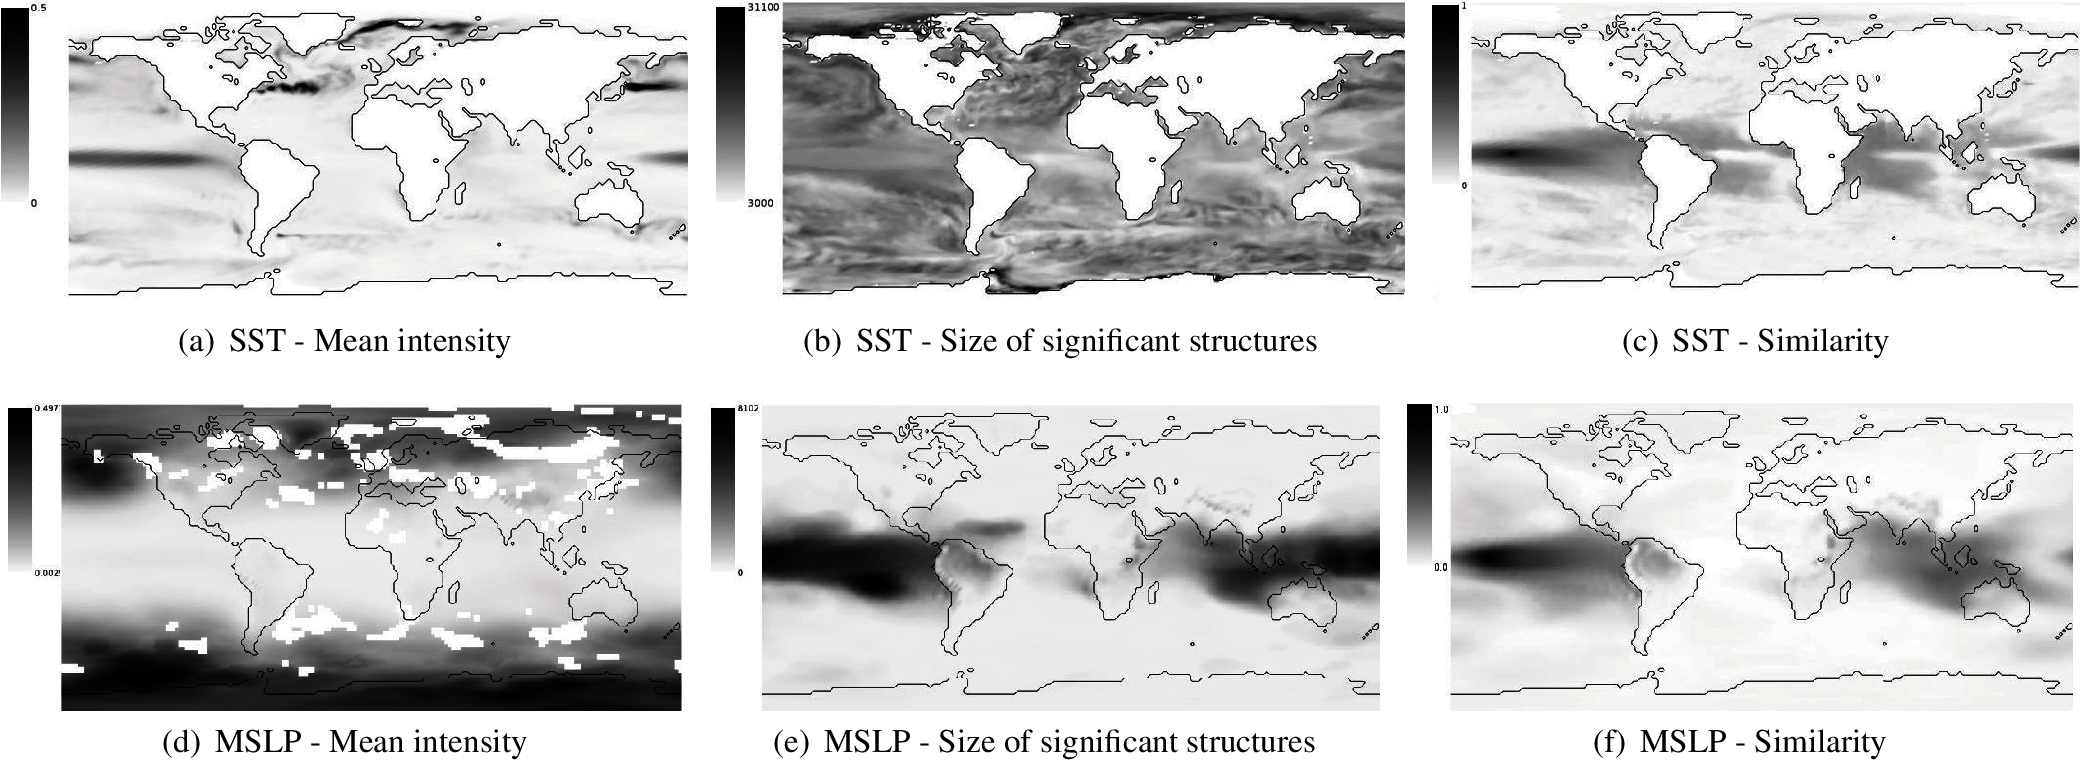 0.5
0
31100
3000
1
0
(a) SST - Mean intensity
(b) SST - Size of significant structures
(c) SST - Similarity
0.497
0.002
8102
0
1.0
0.0
(d) MSLP - Mean intensity
(e) MSLP - Size of significant structures
(f) MSLP - Similarity